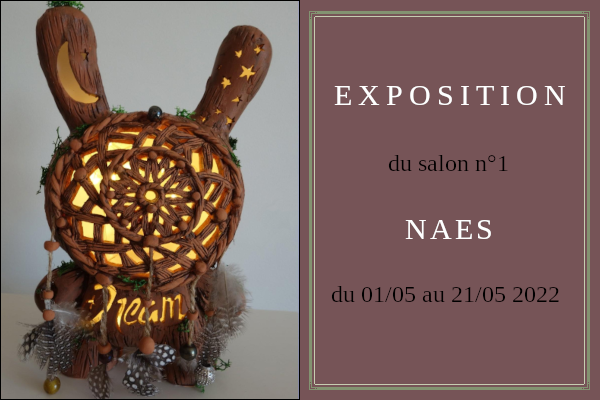 Dream
EXPOSITION
du salon n°1
NAES
du 01/05 au 21/05 2022